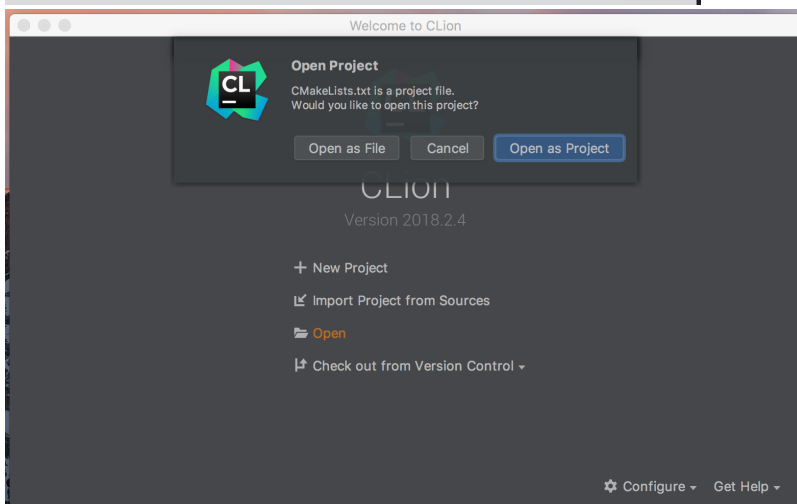 Welcome to CLion
CL
Open Project
CMakeLists.txt is a project file.
Would you like to open this project?
Open as File
Cancel
Open as Project
CLion
Version 2018.2.4
New Project
Import Project from Sources
Open
Check out from Version Control
Configure
Get Help